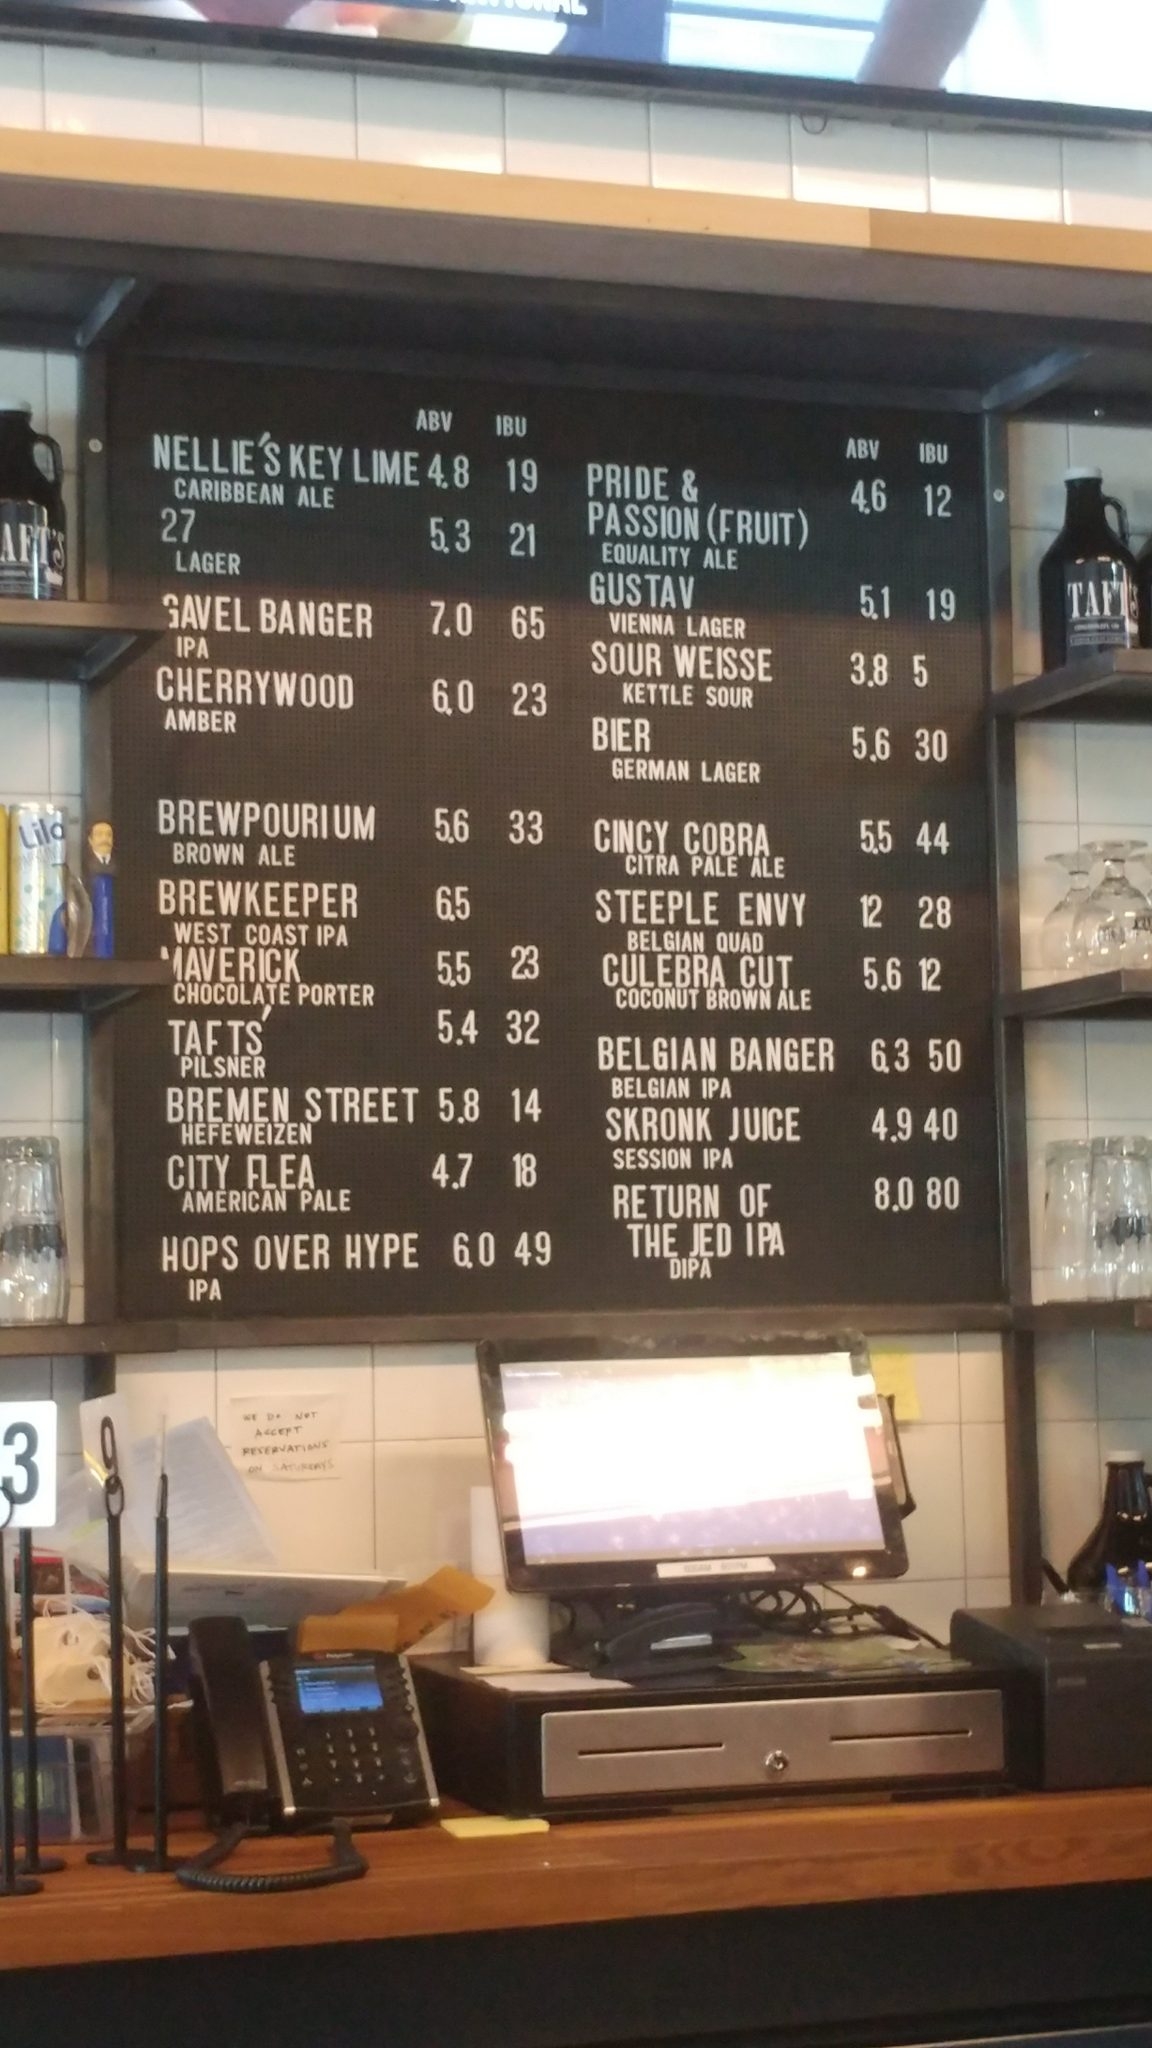 ABV IBU
NELLIE'S KEY LIME 4.8 19
CARIBBEAN ALE
27 5.3 21
LAGER
GAVEL BANGER 7.0 65
IPA
CHERRYWOOD 6.0 23
AMBER
BREWPOURIUM 5.6 33
BROWN ALE
BREWKEEPER 6.5
WEST COAST IPA
MAVERICK 5.5 23
CHOCOLATE PORTER
TAFTS' 5.4 32
PILSNER
BREMEN STREET 5.8 14
HEFEWEIZEN
CITY FLEA 4.7 18
AMERICAN PALE
HOPS OVER HYPE 6.0 49
IPA
ABV IBU
PRIDE & 4.6 12
PASSION (FRUIT)
EQUALITY ALE
GUSTAV 5.1 19
VIENNA LAGER
SOUR WEISSE 3.8 5
KETTLE SOUR
BIER 5.6 30
GERMAN LAGER
CINCY COBRA 5.5 44
CITRA PALE ALE
STEEPLE ENVY 12 28
BELGIAN QUAD
CULEBRA CUT 5.6 12
COCONUT BROWN ALE
BELGIAN BANGER 6.3 50
BELGIAN IPA
SKRONK JUICE 4.9 40
SESSION IPA
RETURN OF 8.0 80
THE JED IPA
DIPA
AFT'S
TAFT'S
Lilo
WE DO NOT
ACCEPT
RESERVATIONS
ON SATURDAYS
3
0